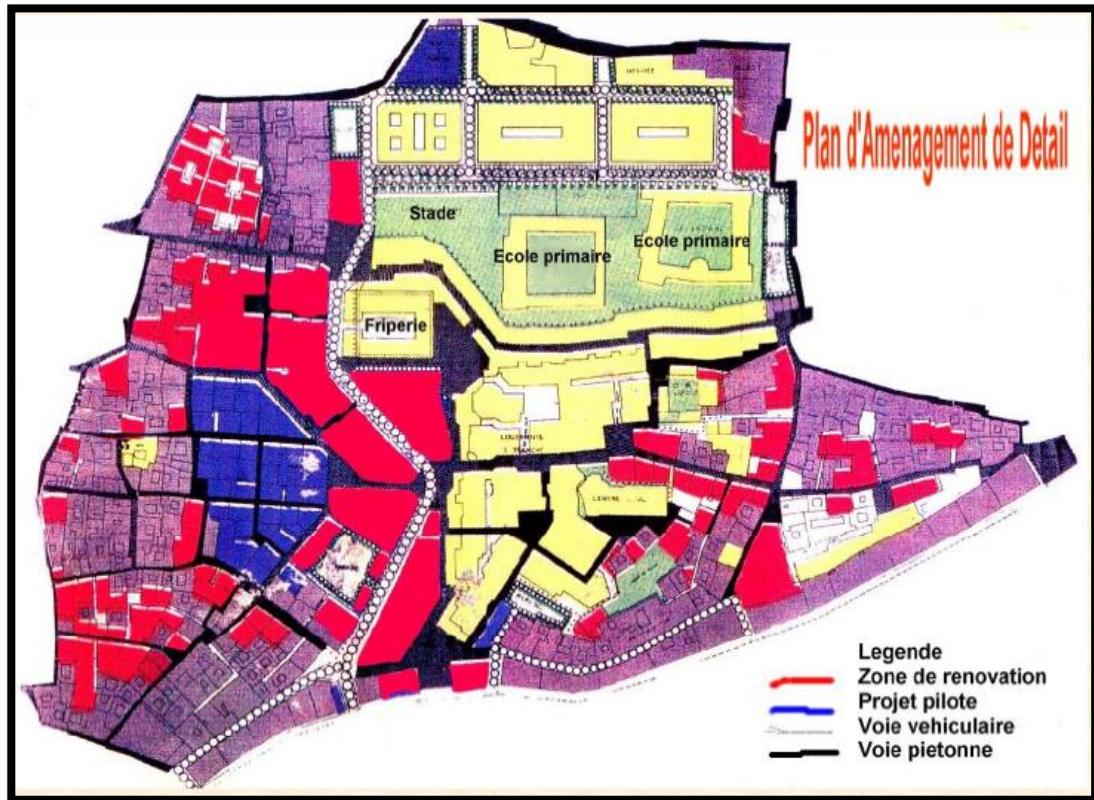 Plan d'Amenagement de Detail
Stade
Ecole primaire
Ecole primaire
Friperie
LOGEMENTS
Legende
Zone de renovation
Projet pilote
Voie vehiculaire
Voie pietonne